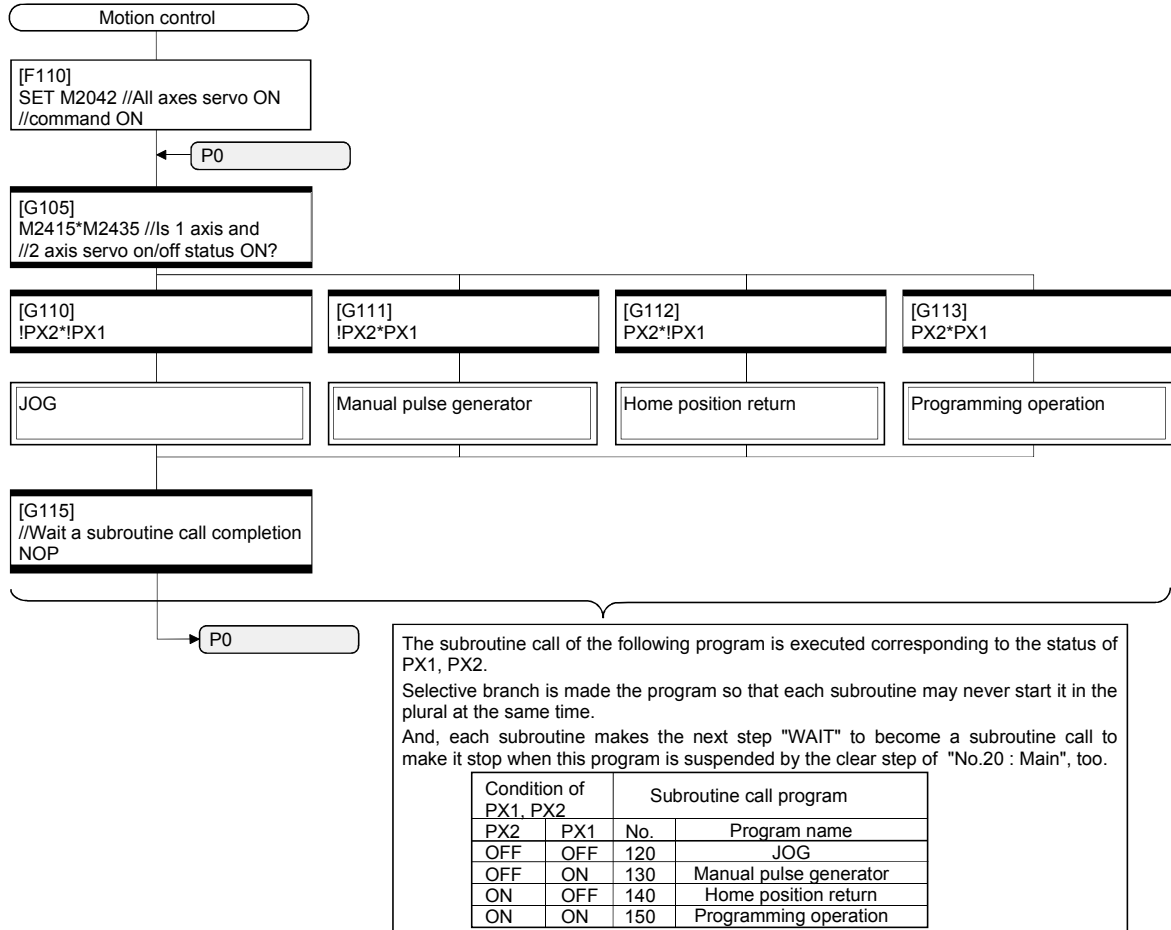 Motion control
[F110]
SET M2042 //All axes servo ON
//command ON
P0
[G105]
M2415*M2435 //Is 1 axis and
//2 axis servo on/off status ON?
[G110]
!PX2*!PX1
[G111]
!PX2*PX1
[G112]
PX2*!PX1
[G113]
PX2*PX1
JOG
Manual pulse generator
Home position return
Programming operation
[G115]
//Wait a subroutine call completion
NOP
P0
The subroutine call of the following program is executed corresponding to the status of
PX1, PX2.
Selective branch is made the program so that each subroutine may never start it in the
plural at the same time.
And, each subroutine makes the next step "WAIT" to become a subroutine call to
make it stop when this program is suspended by the clear step of "No.20 : Main", too.
Condition of
PX1, PX2
Subroutine call program
PX2 PX1 No. Program name
OFF OFF 120 JOG
OFF ON 130 Manual pulse generator
ON OFF 140 Home position return
ON ON 150 Programming operation